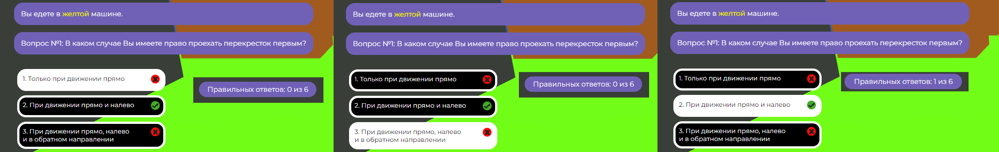 Вы едете в желтой машине.
Вопрос №1: В каком случае Вы имеете право проехать перекресток первым?
1. Только при движении прямо
2. При движении прямо и налево
3. При движении прямо, налево
и в обратном направлении
Правильных ответов: 0 из 6
Вы едете в желтой машине.
Вопрос №1: В каком случае Вы имеете право проехать перекресток первым?
1. Только при движении прямо
2. При движении прямо и налево
3. При движении прямо, налево
и в обратном направлении
Правильных ответов: 0 из 6
Вы едете в желтой машине.
Вопрос №1: В каком случае Вы имеете право проехать перекресток первым?
1. Только при движении прямо
2. При движении прямо и налево
3. При движении прямо, налево
и в обратном направлении
Правильных ответов: 1 из 6